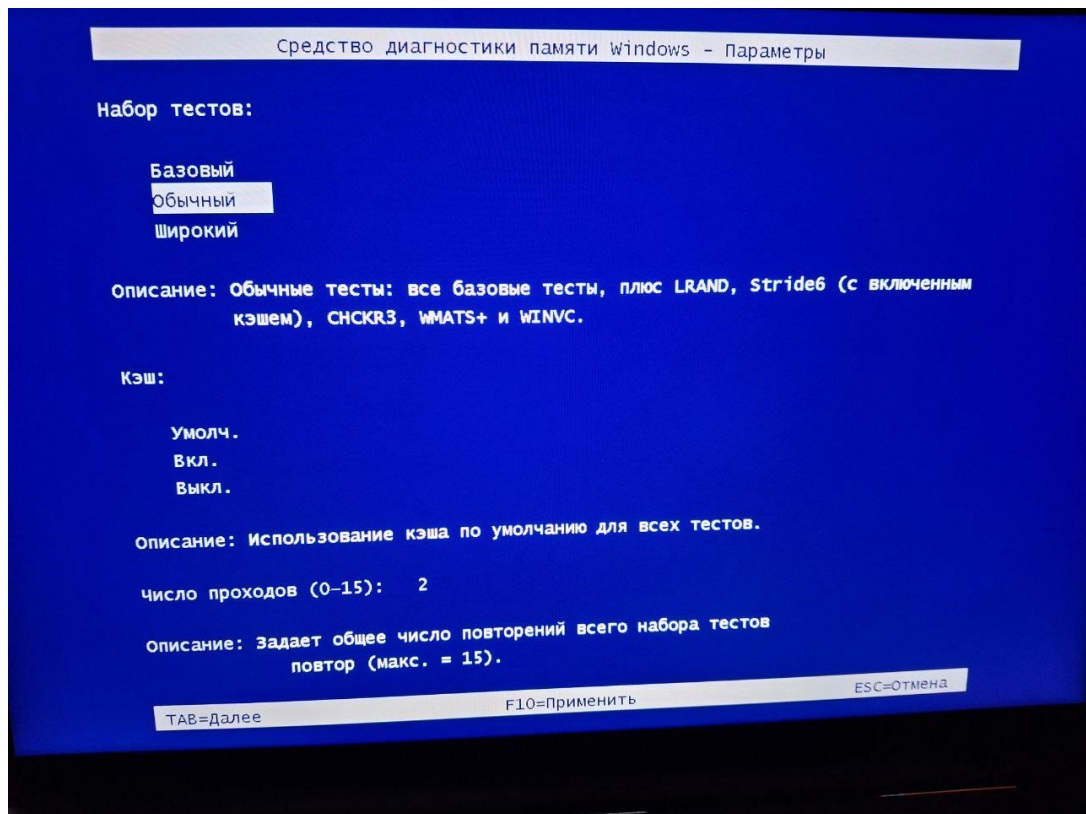 Средство диагностики памяти Windows - Параметры
Набор тестов:
Базовый
Обычный
Широкий
Описание: Обычные тесты: все базовые тесты, плюс LRAND, Stride6 (с включенным
кэшем), CHCKR3, WMATS+ и WINVC.
Кэш:
Умолч.
Вкл.
Выкл.
Описание: Использование кэша по умолчанию для всех тестов.
Число проходов (0–15): 2
Описание: Задает общее число повторений всего набора тестов
повтор (макс. = 15).
TAB=Далее F10=Применить ESC=Отмена